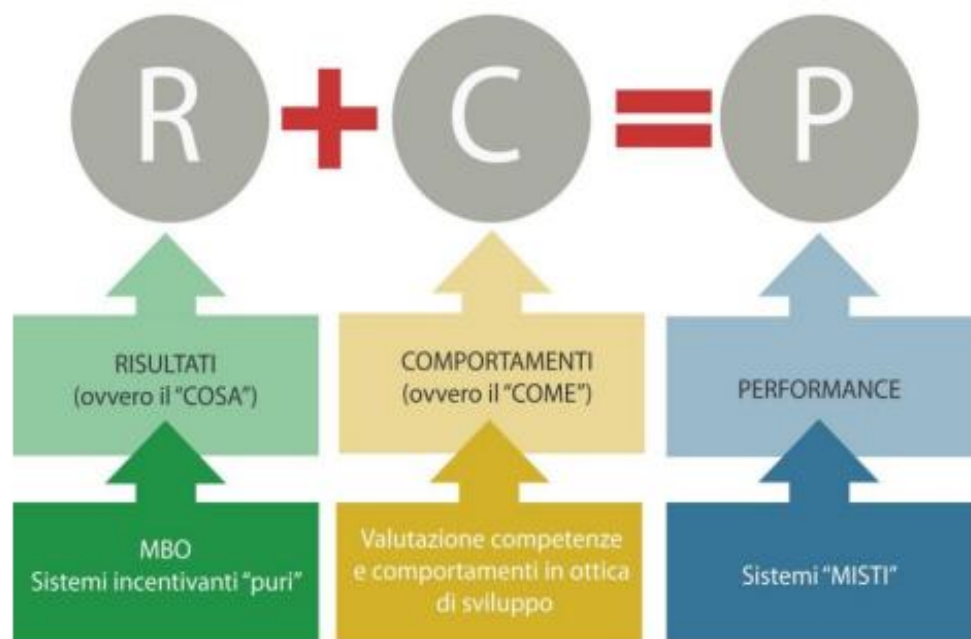 R + C = P
RISULTATI
(ovvero il "COSA")
COMPORTAMENTI
(ovvero il "COME")
PERFORMANCE
MBO
Sistemi incentivanti "puri"
Valutazione competenze
e comportamenti in ottica
di sviluppo
Sistemi "MISTI"